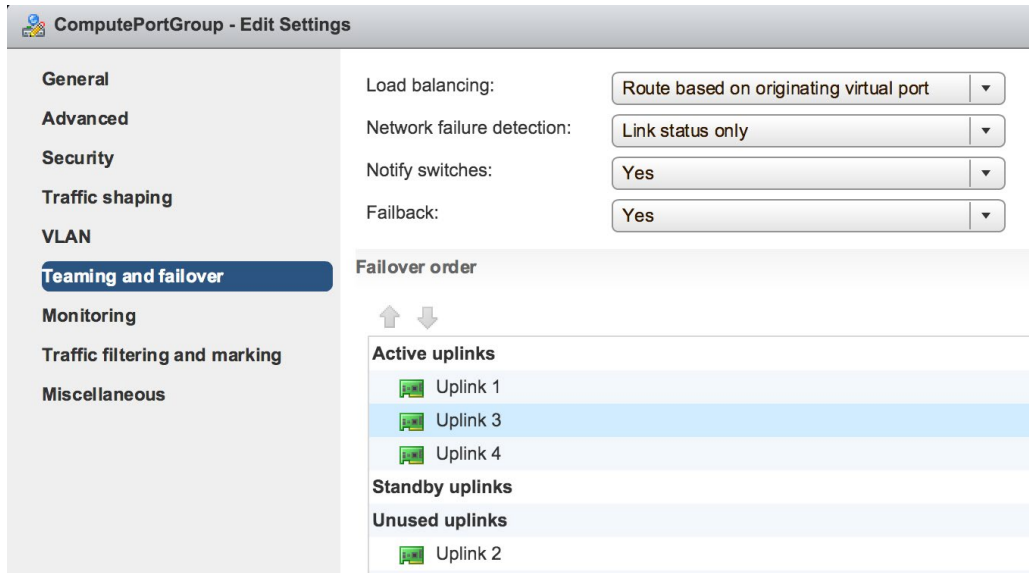 ComputePortGroup - Edit Settings
General
Advanced
Security
Traffic shaping
VLAN
Teaming and failover
Monitoring
Traffic filtering and marking
Miscellaneous
Load balancing: Route based on originating virtual port
Network failure detection: Link status only
Notify switches: Yes
Failback: Yes
Failover order
Active uplinks
Uplink 1
Uplink 3
Uplink 4
Standby uplinks
Unused uplinks
Uplink 2